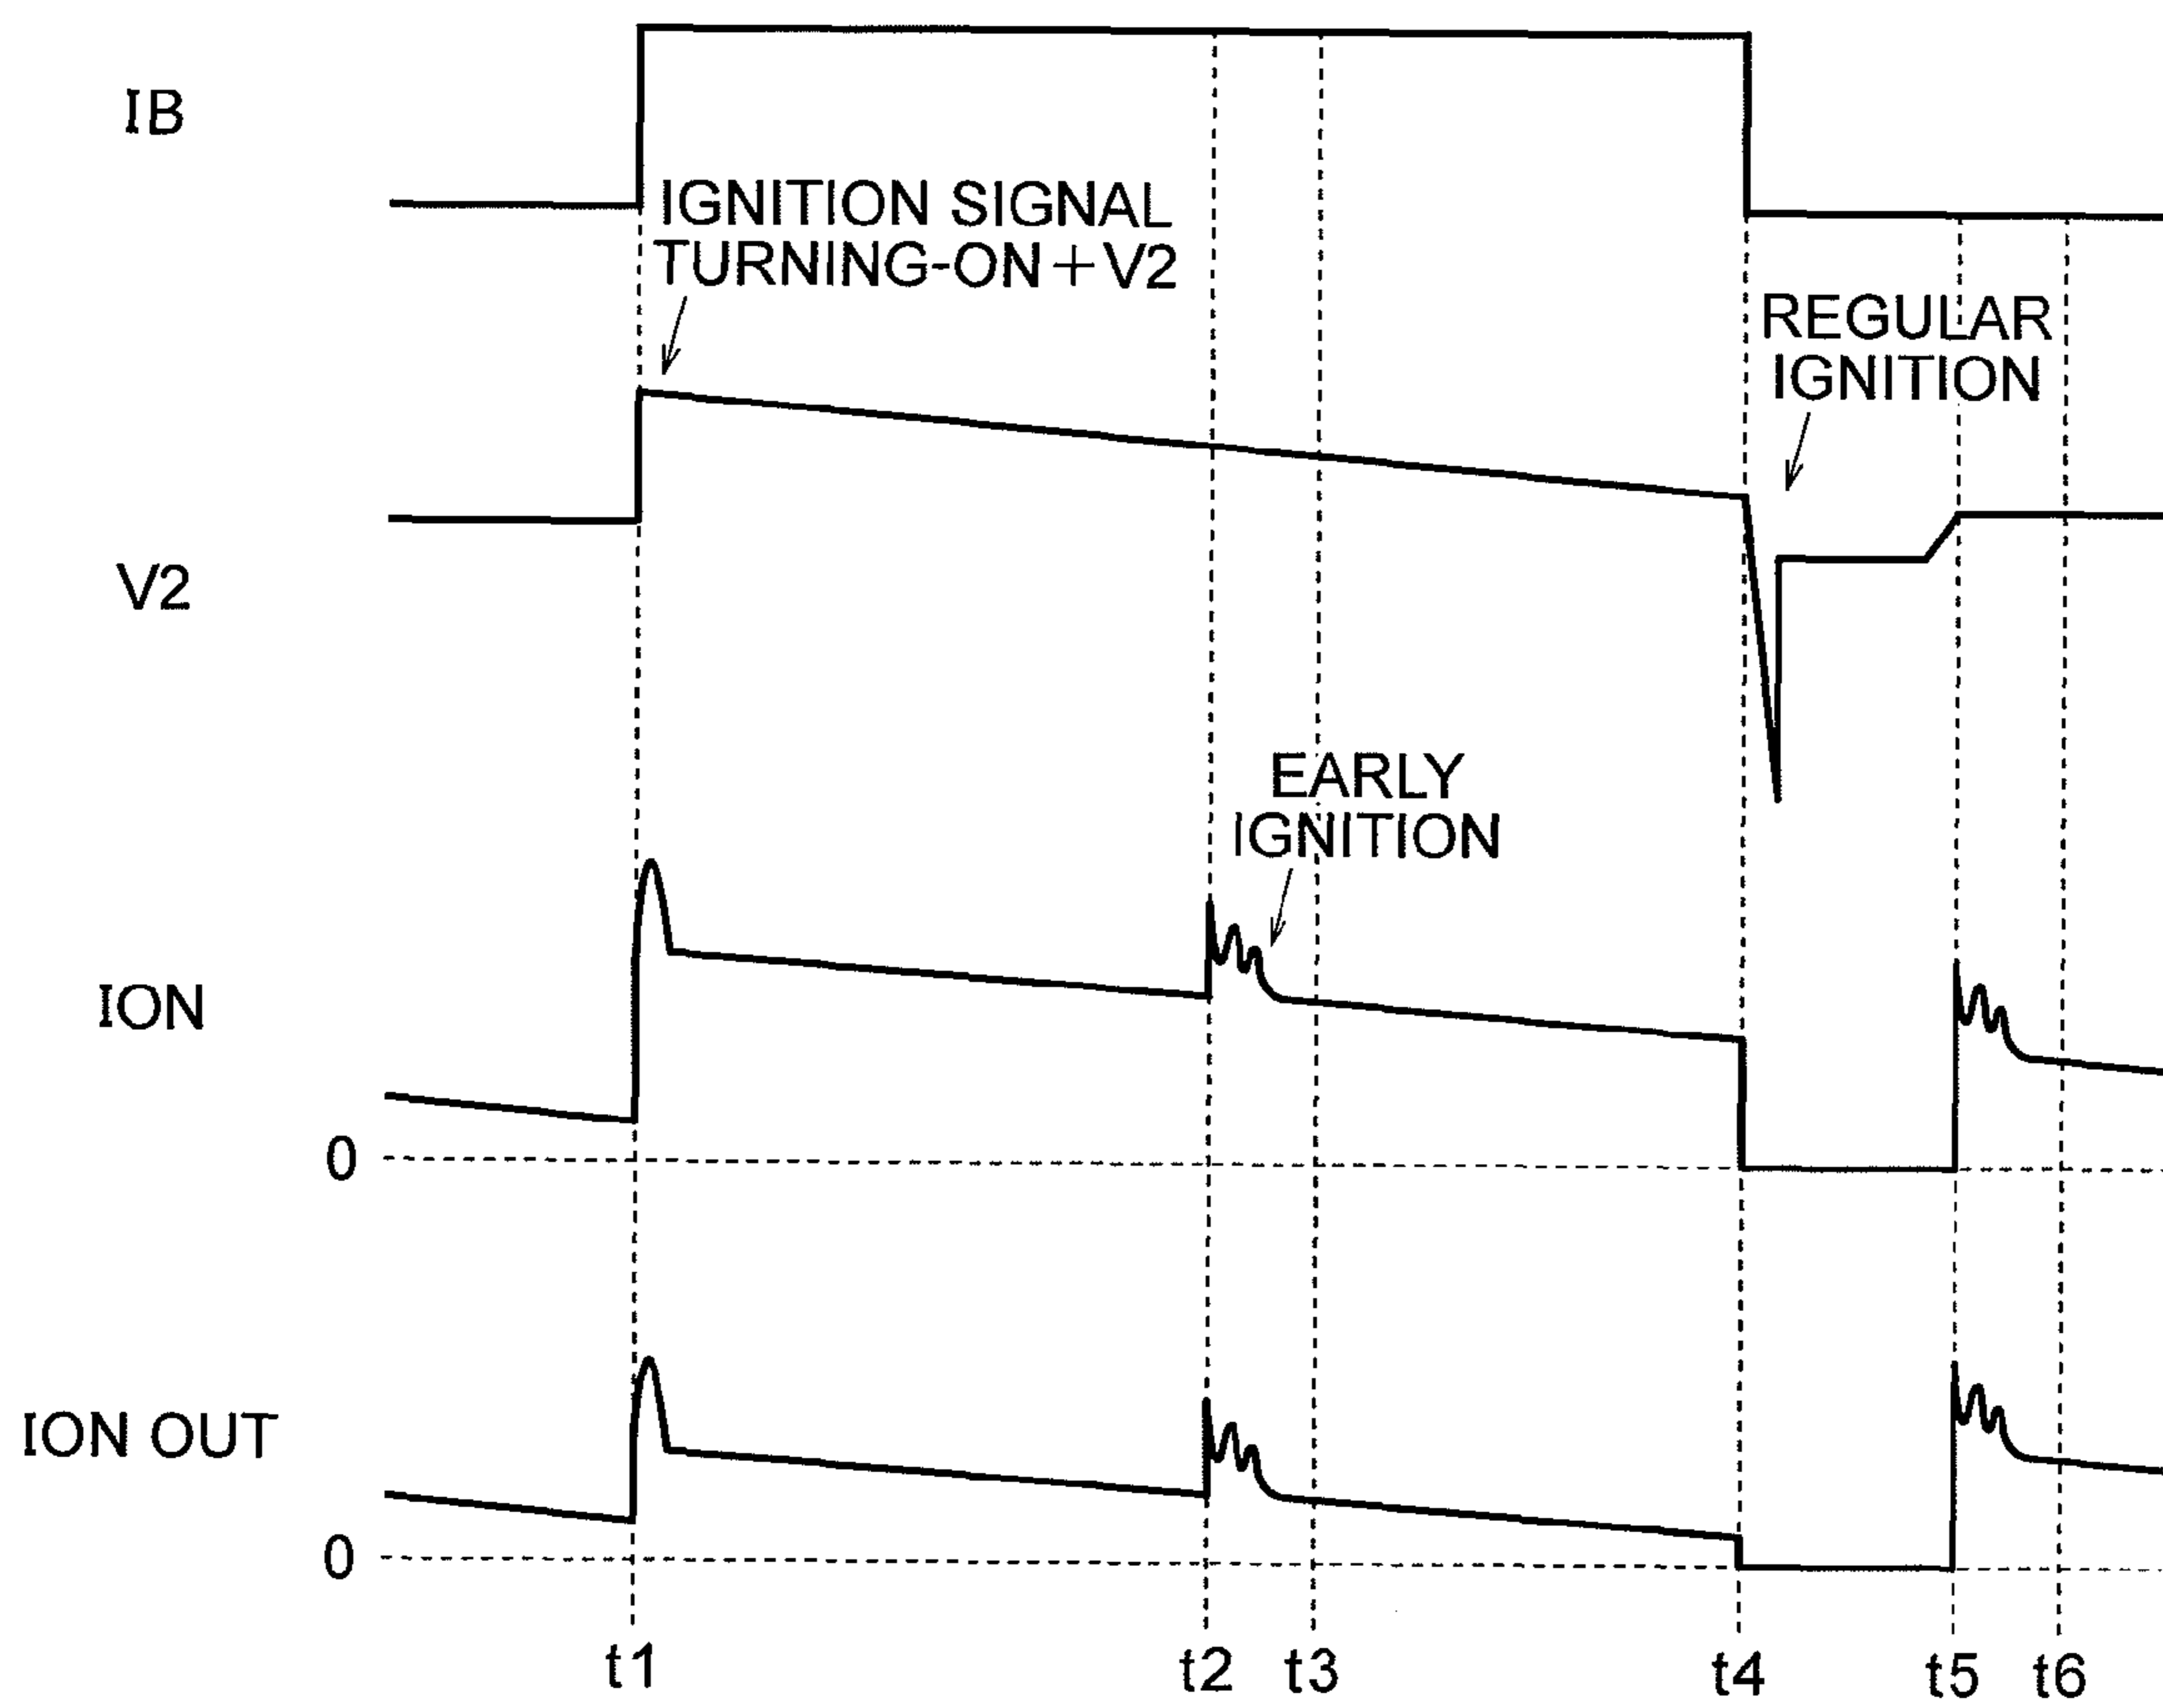 IB
IGNITION SIGNAL
TURNING-ON+V2
REGULAR
IGNITION
V2
EARLY
IGNITION
ION
0
ION OUT
0
t1
t2
t3
t4
t5
t6